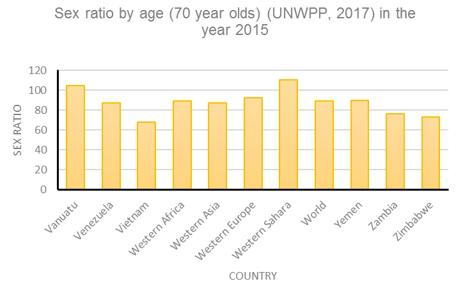 Sex ratio by age (70 year olds) (UNWPP, 2017) in the
year 2015
120
100
80
60
40
20
0
SEX RATIO
Vanuatu
Venezuela
Vietnam
Western Africa
Western Asia
Western Europe
Western Sahara
World
Yemen
Zambia
Zimbabwe
COUNTRY